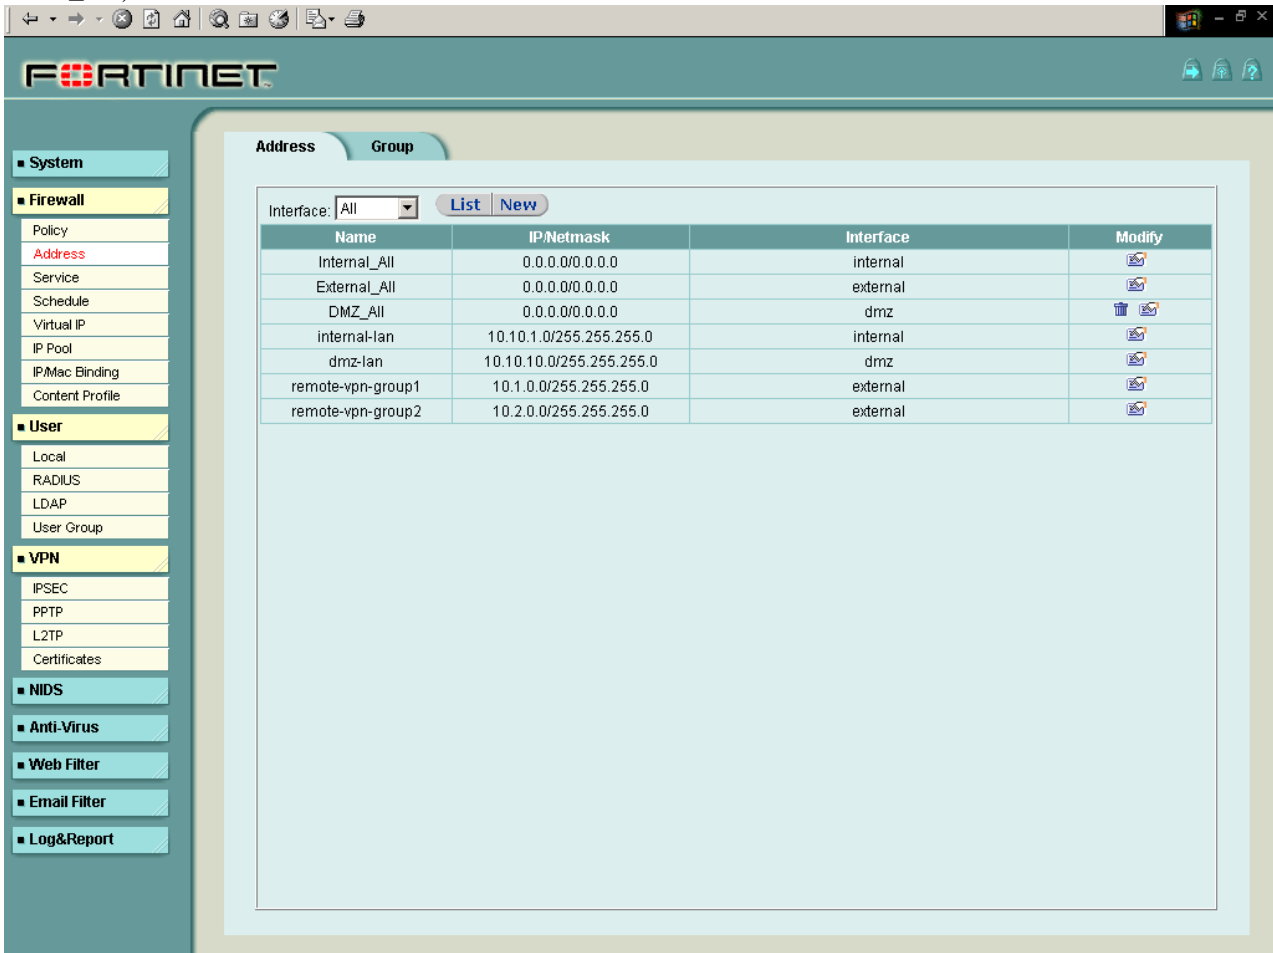 FORTINET
Address Group
System
Firewall
Policy
Address
Service
Schedule
Virtual IP
IP Pool
IP/Mac Binding
Content Profile
User
Local
RADIUS
LDAP
User Group
VPN
IPSEC
PPTP
L2TP
Certificates
NIDS
Anti-Virus
Web Filter
Email Filter
Log&Report
Interface: All List New
Name IP/Netmask Interface Modify
Internal_All 0.0.0.0/0.0.0.0 internal
External_All 0.0.0.0/0.0.0.0 external
DMZ_All 0.0.0.0/0.0.0.0 dmz
internal-lan 10.10.1.0/255.255.255.0 internal
dmz-lan 10.10.10.0/255.255.255.0 dmz
remote-vpn-group1 10.1.0.0/255.255.255.0 external
remote-vpn-group2 10.2.0.0/255.255.255.0 external